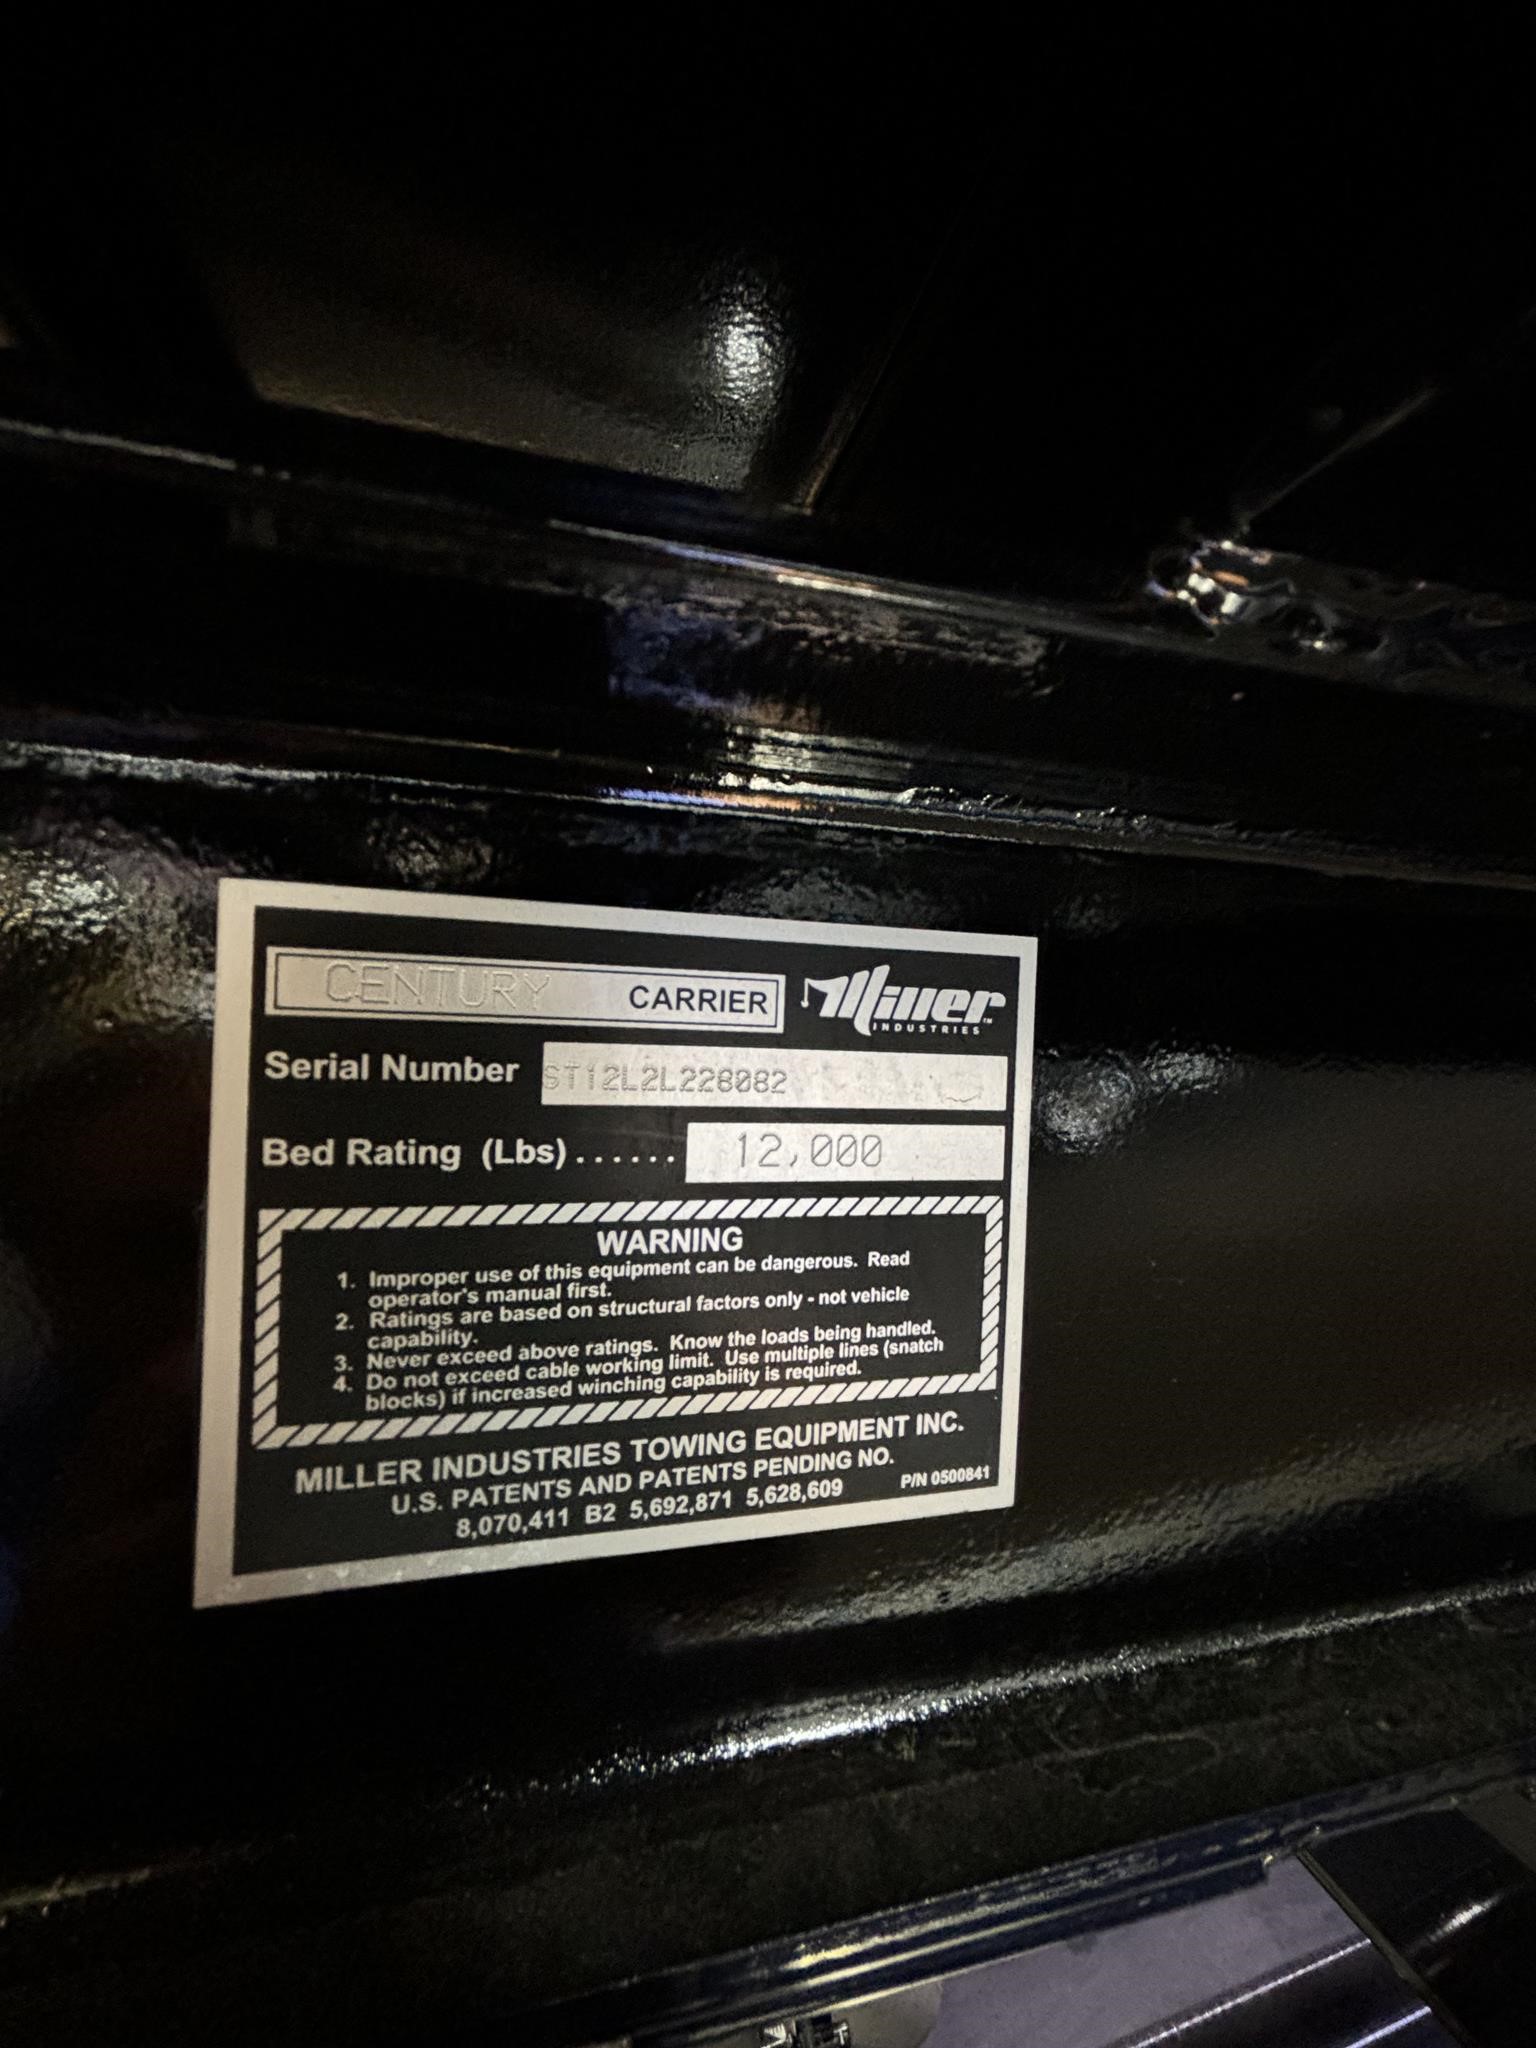 CENTURY CARRIER Miller™
INDUSTRIES
Serial Number ST12L2L228082
Bed Rating (Lbs)...... 12,000
WARNING
1. Improper use of this equipment can be dangerous. Read
operator's manual first.
2. Ratings are based on structural factors only - not vehicle
capability.
3. Never exceed above ratings. Know the loads being handled.
4. Do not exceed cable working limit. Use multiple lines (snatch
blocks) if increased winching capability is required.
MILLER INDUSTRIES TOWING EQUIPMENT INC.
U.S. PATENTS AND PATENTS PENDING NO.
8,070,411 B2 5,692,871 5,628,609 P/N 0500841